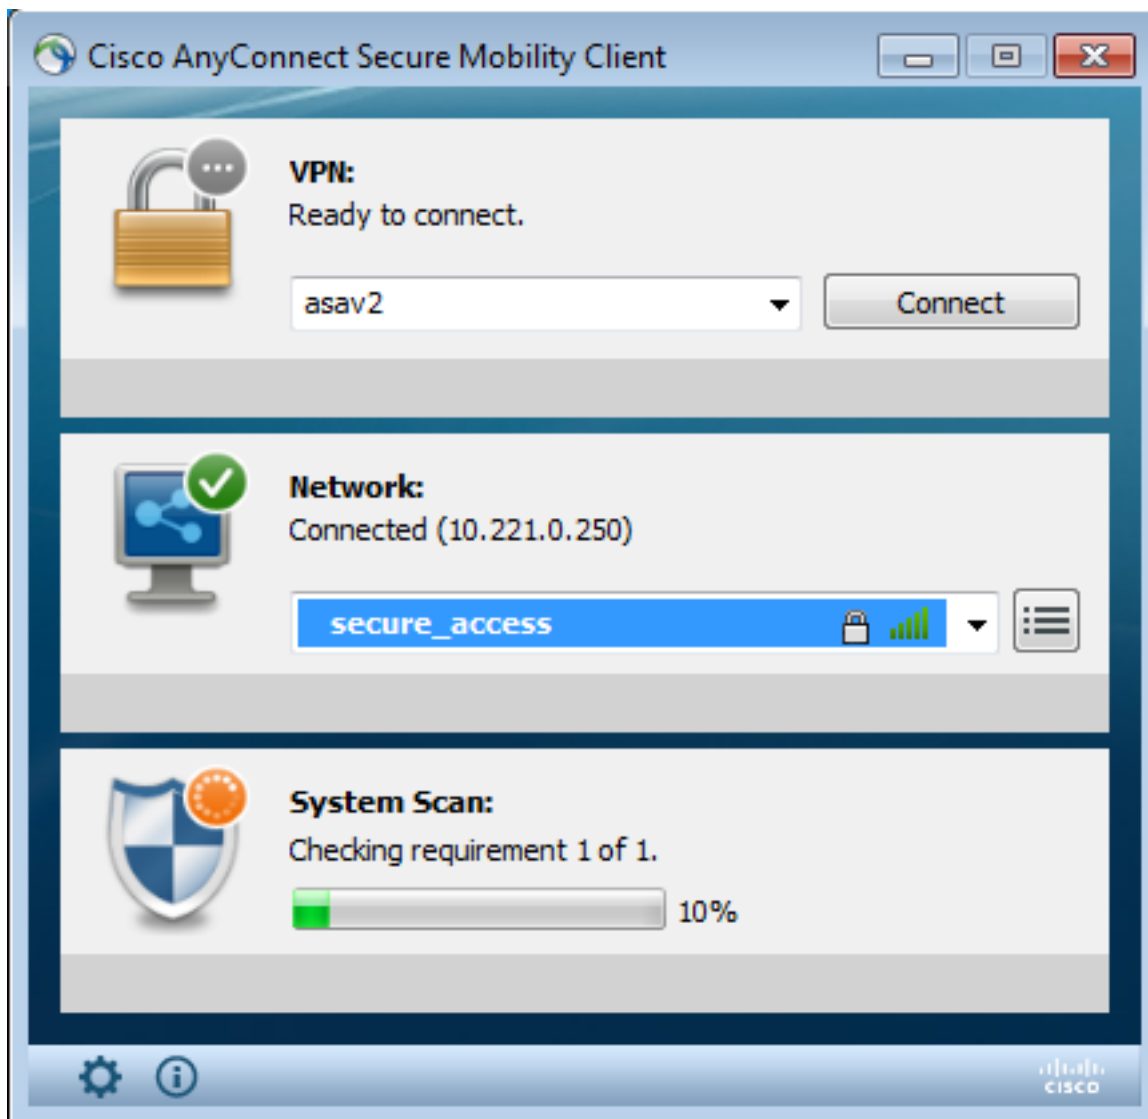 Cisco AnyConnect Secure Mobility Client
VPN:
Ready to connect.
asav2
Connect
Network:
Connected (10.221.0.250)
secure_access
System Scan:
Checking requirement 1 of 1.
10%
CISCO